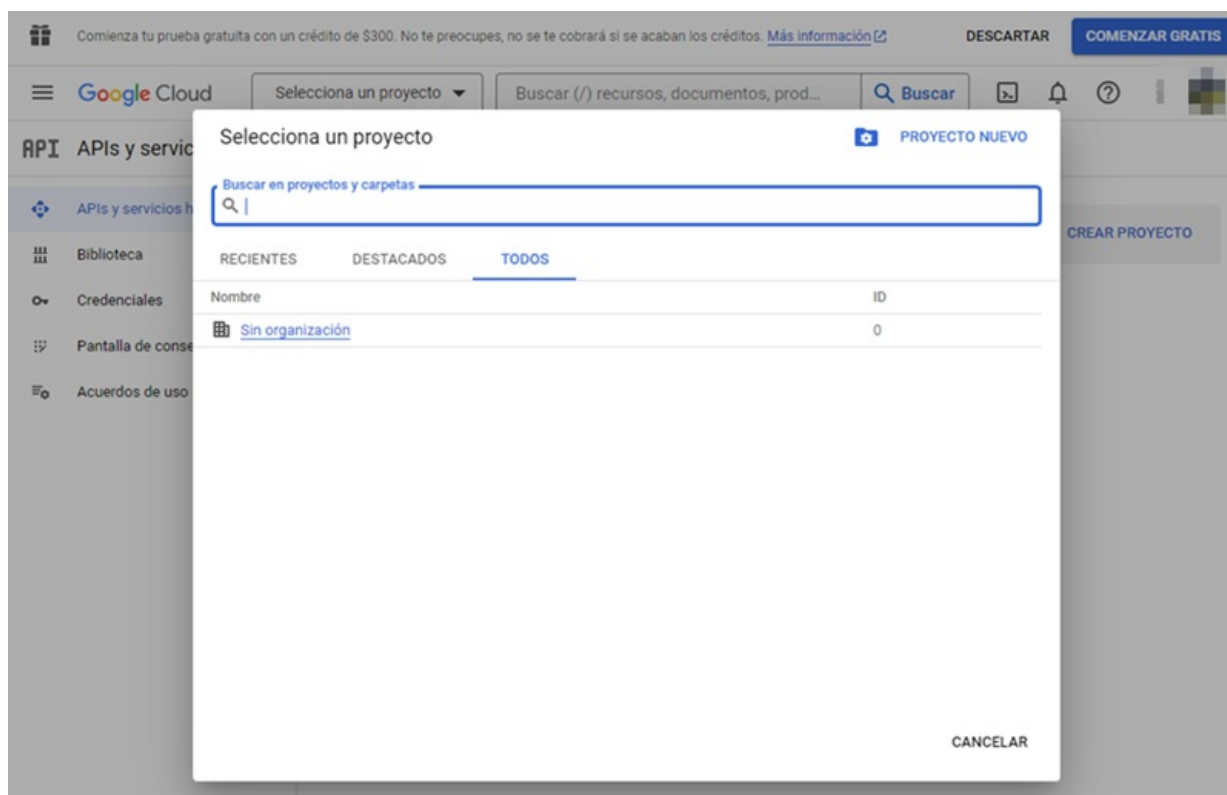 Comienza tu prueba gratuita con un crédito de $300. No te preocupes, no se te cobrará si se acaban los créditos. Más información
DESCARTAR
COMENZAR GRATIS
Google Cloud
Selecciona un proyecto
Buscar (/) recursos, documentos, prod...
Buscar
API APIs y servic
Selecciona un proyecto
PROYECTO NUEVO
Buscar en proyectos y carpetas
APIs y servicios h
CREAR PROYECTO
Biblioteca
RECIENTES
DESTACADOS
TODOS
Credenciales
Nombre
ID
Sin organización
0
Pantalla de conse
Acuerdos de uso
CANCELAR